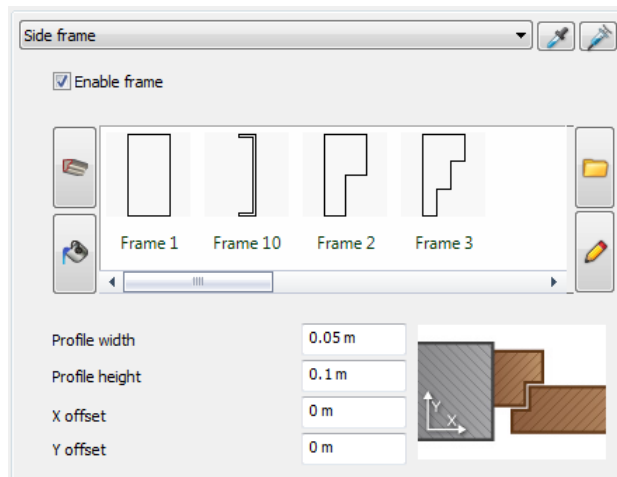 Side frame
Enable frame
Frame 1 Frame 10 Frame 2 Frame 3
Profile width 0.05 m
Profile height 0.1 m
X offset 0 m
Y offset 0 m
Y
X